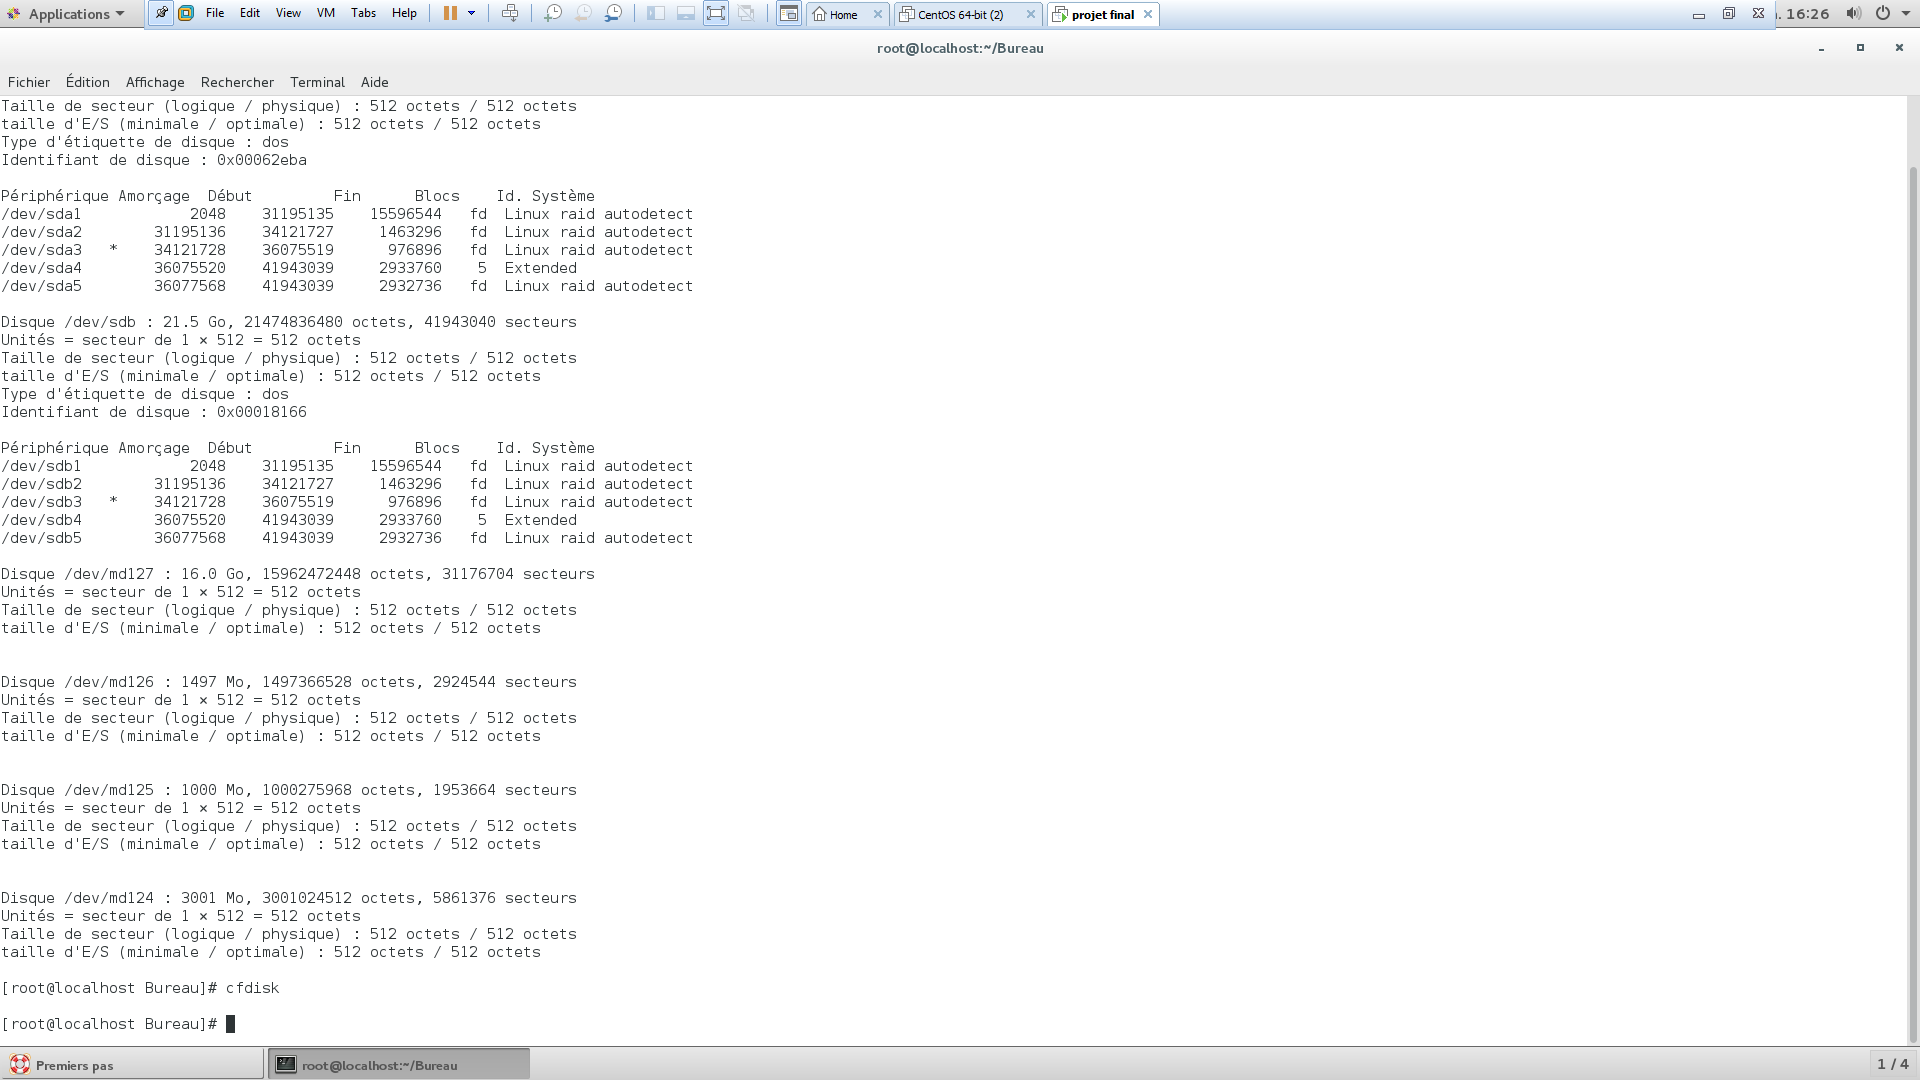 Applications File Edit View VM Tabs Help Home CentOS 64-bit (2) projet final . 16:26
root@localhost:~/Bureau
Fichier Édition Affichage Rechercher Terminal Aide
Taille de secteur (logique / physique) : 512 octets / 512 octets
taille d'E/S (minimale / optimale) : 512 octets / 512 octets
Type d'étiquette de disque : dos
Identifiant de disque : 0x00062eba
Périphérique Amorçage  Début         Fin      Blocs    Id. Système
/dev/sda1            2048    31195135    15596544   fd  Linux raid autodetect
/dev/sda2        31195136    34121727     1463296   fd  Linux raid autodetect
/dev/sda3   *    34121728    36075519      976896   fd  Linux raid autodetect
/dev/sda4        36075520    41943039     2933760    5  Extended
/dev/sda5        36077568    41943039     2932736   fd  Linux raid autodetect
Disque /dev/sdb : 21.5 Go, 21474836480 octets, 41943040 secteurs
Unités = secteur de 1 × 512 = 512 octets
Taille de secteur (logique / physique) : 512 octets / 512 octets
taille d'E/S (minimale / optimale) : 512 octets / 512 octets
Type d'étiquette de disque : dos
Identifiant de disque : 0x00018166
Périphérique Amorçage  Début         Fin      Blocs    Id. Système
/dev/sdb1            2048    31195135    15596544   fd  Linux raid autodetect
/dev/sdb2        31195136    34121727     1463296   fd  Linux raid autodetect
/dev/sdb3   *    34121728    36075519      976896   fd  Linux raid autodetect
/dev/sdb4        36075520    41943039     2933760    5  Extended
/dev/sdb5        36077568    41943039     2932736   fd  Linux raid autodetect
Disque /dev/md127 : 16.0 Go, 15962472448 octets, 31176704 secteurs
Unités = secteur de 1 × 512 = 512 octets
Taille de secteur (logique / physique) : 512 octets / 512 octets
taille d'E/S (minimale / optimale) : 512 octets / 512 octets
Disque /dev/md126 : 1497 Mo, 1497366528 octets, 2924544 secteurs
Unités = secteur de 1 × 512 = 512 octets
Taille de secteur (logique / physique) : 512 octets / 512 octets
taille d'E/S (minimale / optimale) : 512 octets / 512 octets
Disque /dev/md125 : 1000 Mo, 1000275968 octets, 1953664 secteurs
Unités = secteur de 1 × 512 = 512 octets
Taille de secteur (logique / physique) : 512 octets / 512 octets
taille d'E/S (minimale / optimale) : 512 octets / 512 octets
Disque /dev/md124 : 3001 Mo, 3001024512 octets, 5861376 secteurs
Unités = secteur de 1 × 512 = 512 octets
Taille de secteur (logique / physique) : 512 octets / 512 octets
taille d'E/S (minimale / optimale) : 512 octets / 512 octets
[root@localhost Bureau]# cfdisk
[root@localhost Bureau]#
Premiers pas root@localhost:~/Bureau 1 / 4